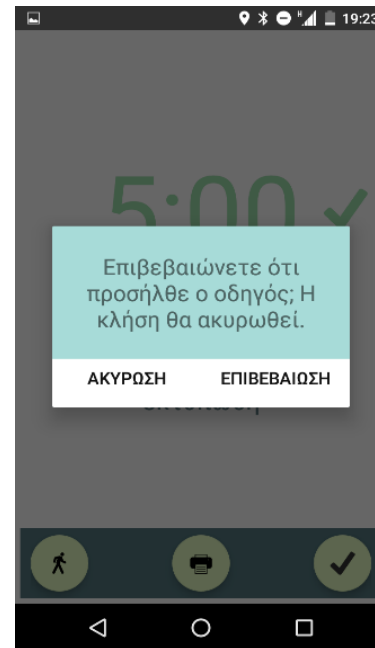 19:23
5:00
Επιβεβαιώνετε ότι
προσήλθε ο οδηγός; Η
κλήση θα ακυρωθεί.
ΑΚΥΡΩΣΗ ΕΠΙΒΕΒΑΙΩΣΗ